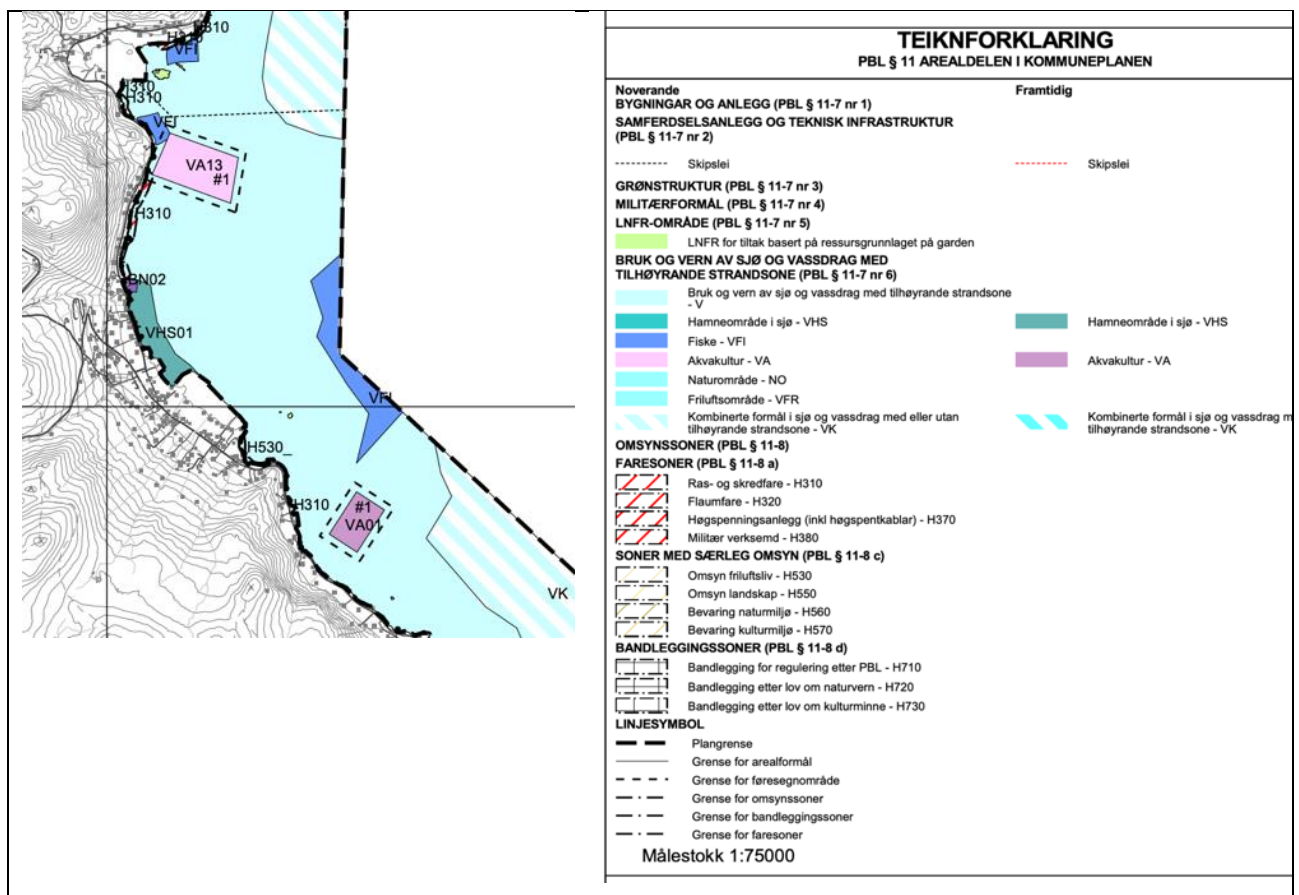 H310
H310
VFI
H310
H310
VFI
VA13
#1
H310
BN02
VHS01
VFI
H530_
H310
#1
VA01
VK
TEIKNFORKLARING
PBL § 11 AREALDELEN I KOMMUNEPLANEN
Noverande Framtidig
BYGNINGAR OG ANLEGG (PBL § 11-7 nr 1)
SAMFERDSELSANLEGG OG TEKNISK INFRASTRUKTUR
(PBL § 11-7 nr 2)
Skipslei Skipslei
GRØNSTRUKTUR (PBL § 11-7 nr 3)
MILITÆRFORMÅL (PBL § 11-7 nr 4)
LNFR-OMRÅDE (PBL § 11-7 nr 5)
LNFR for tiltak basert på ressursgrunnlaget på garden
BRUK OG VERN AV SJØ OG VASSDRAG MED
TILHØYRANDE STRANDSONE (PBL § 11-7 nr 6)
Bruk og vern av sjø og vassdrag med tilhøyrande strandsone
- V
Hamneområde i sjø - VHS Hamneområde i sjø - VHS
Fiske - VFI
Akvakultur - VA Akvakultur - VA
Naturområde - NO
Friluftsområde - VFR
Kombinerte formål i sjø og vassdrag med eller utan
tilhøyrande strandsone - VK
Kombinerte formål i sjø og vassdrag m
tilhøyrande strandsone - VK
OMSYNSSONER (PBL § 11-8)
FARESONER (PBL § 11-8 a)
Ras- og skredfare - H310
Flaumfare - H320
Høgspenningsanlegg (inkl høgspentkablar) - H370
Militær verksemd - H380
SONER MED SÆRLEG OMSYN (PBL § 11-8 c)
Omsyn friluftsliv - H530
Omsyn landskap - H550
Bevaring naturmiljø - H560
Bevaring kulturmiljø - H570
BANDLEGGINGSSONER (PBL § 11-8 d)
Bandlegging for regulering etter PBL - H710
Bandlegging etter lov om naturvern - H720
Bandlegging etter lov om kulturminne - H730
LINJESYMBOL
Plangrense
Grense for arealformål
Grense for føresegnområde
Grense for omsynssoner
Grense for bandleggingssoner
Grense for faresoner
Målestokk 1:75000